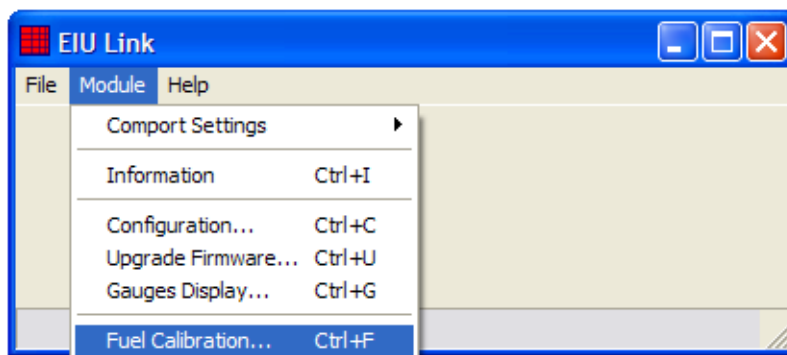 EIU Link
File Module Help
Comport Settings
Information Ctrl+I
Configuration... Ctrl+C
Upgrade Firmware... Ctrl+U
Gauges Display... Ctrl+G
Fuel Calibration... Ctrl+F